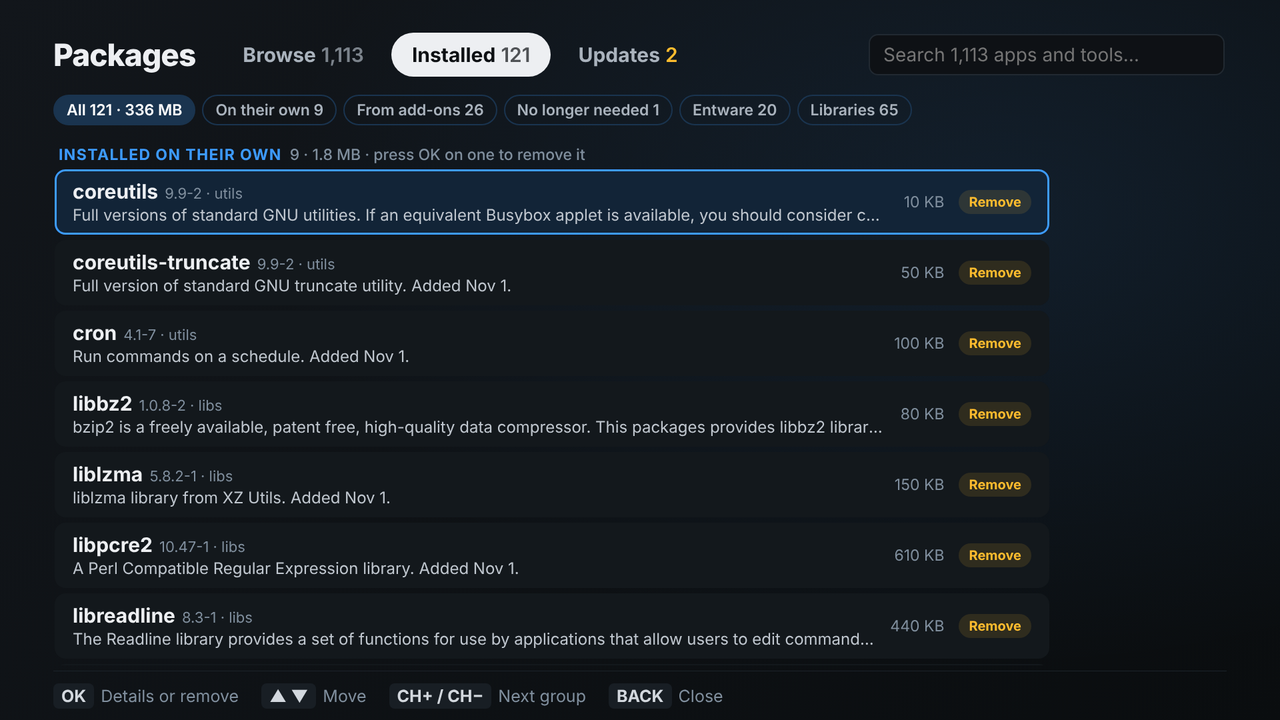 Packages Browse 1,113 Installed 121 Updates 2 Search 1,113 apps and tools...
All 121 · 336 MB On their own 9 From add-ons 26 No longer needed 1 Entware 20 Libraries 65
INSTALLED ON THEIR OWN 9 · 1.8 MB · press OK on one to remove it
coreutils 9.9-2 · utils
Full versions of standard GNU utilities. If an equivalent Busybox applet is available, you should consider c...
10 KB Remove
coreutils-truncate 9.9-2 · utils
Full version of standard GNU truncate utility. Added Nov 1.
50 KB Remove
cron 4.1-7 · utils
Run commands on a schedule. Added Nov 1.
100 KB Remove
libbz2 1.0.8-2 · libs
bzip2 is a freely available, patent free, high-quality data compressor. This packages provides libbz2 librar...
80 KB Remove
liblzma 5.8.2-1 · libs
liblzma library from XZ Utils. Added Nov 1.
150 KB Remove
libpcre2 10.47-1 · libs
A Perl Compatible Regular Expression library. Added Nov 1.
610 KB Remove
libreadline 8.3-1 · libs
The Readline library provides a set of functions for use by applications that allow users to edit command...
440 KB Remove
OK Details or remove ▲ ▼ Move CH+ / CH− Next group BACK Close